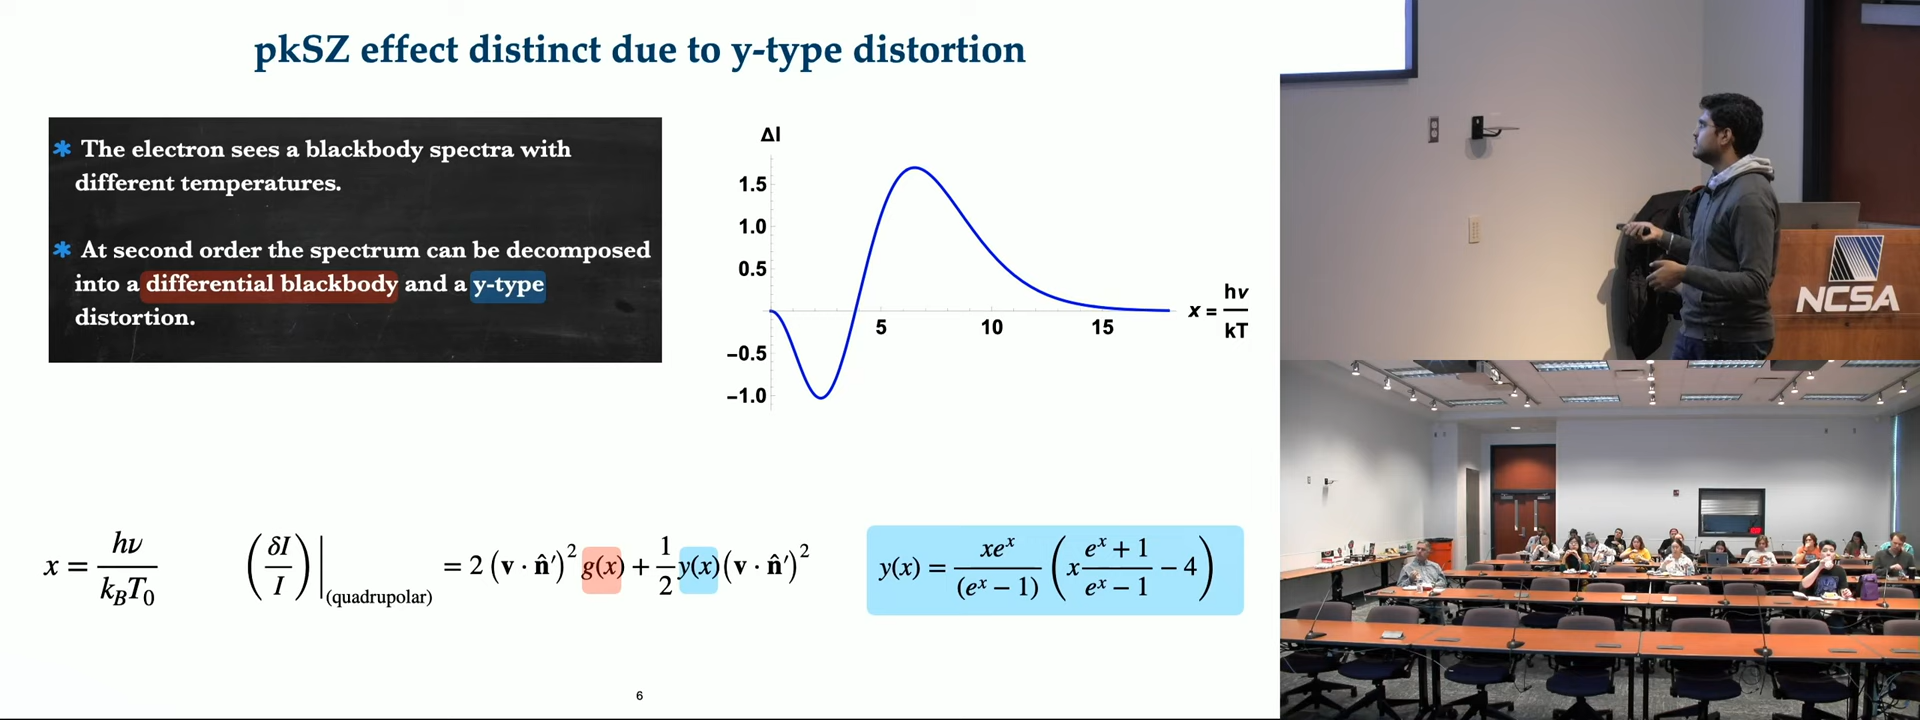 pkSZ effect distinct due to y-type distortion
* The electron sees a blackbody spectra with
different temperatures.
* At second order the spectrum can be decomposed
into a differential blackbody and a y-type
distortion.
ΔI
1.5
1.0
0.5
−0.5
−1.0
5 10 15
x = hν / kT
x = hν / k_B T_0
(δI / I) |_(quadrupolar) = 2 (v · n̂′)² g(x) + 1/2 y(x) (v · n̂′)²
y(x) = xe^x / (e^x − 1) (x (e^x + 1) / (e^x − 1) − 4)
6
NCSA